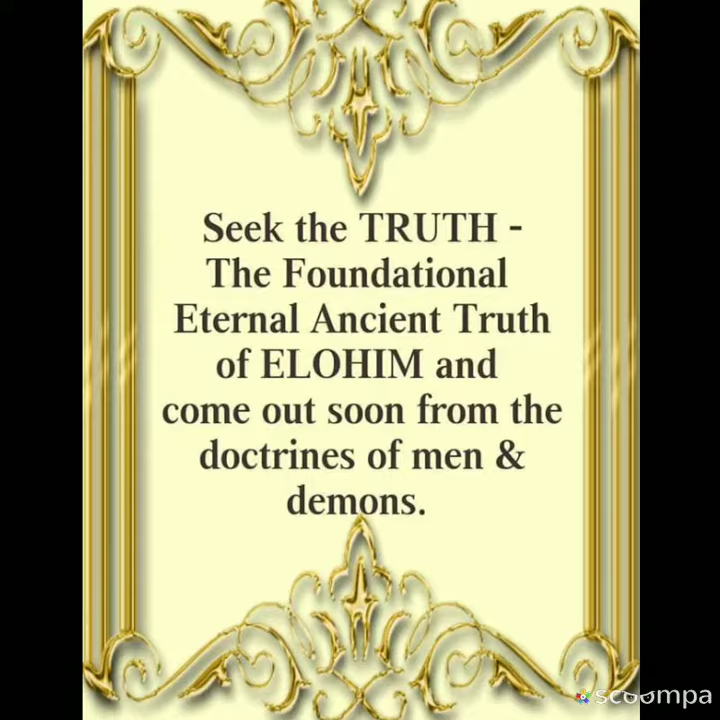 Seek the TRUTH -
The Foundational
Eternal Ancient Truth
of ELOHIM and
come out soon from the
doctrines of men &
demons.
scoompa